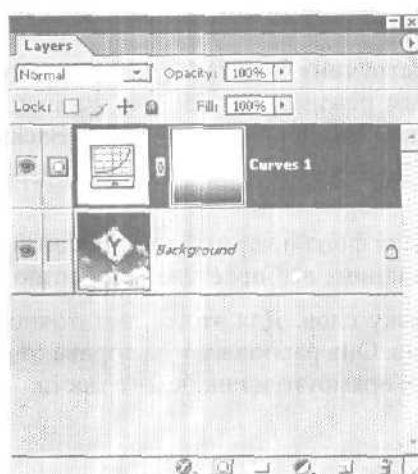 Layers
Normal Opacity: 100%
Lock: Fill: 100%
Curves 1
Y
Background